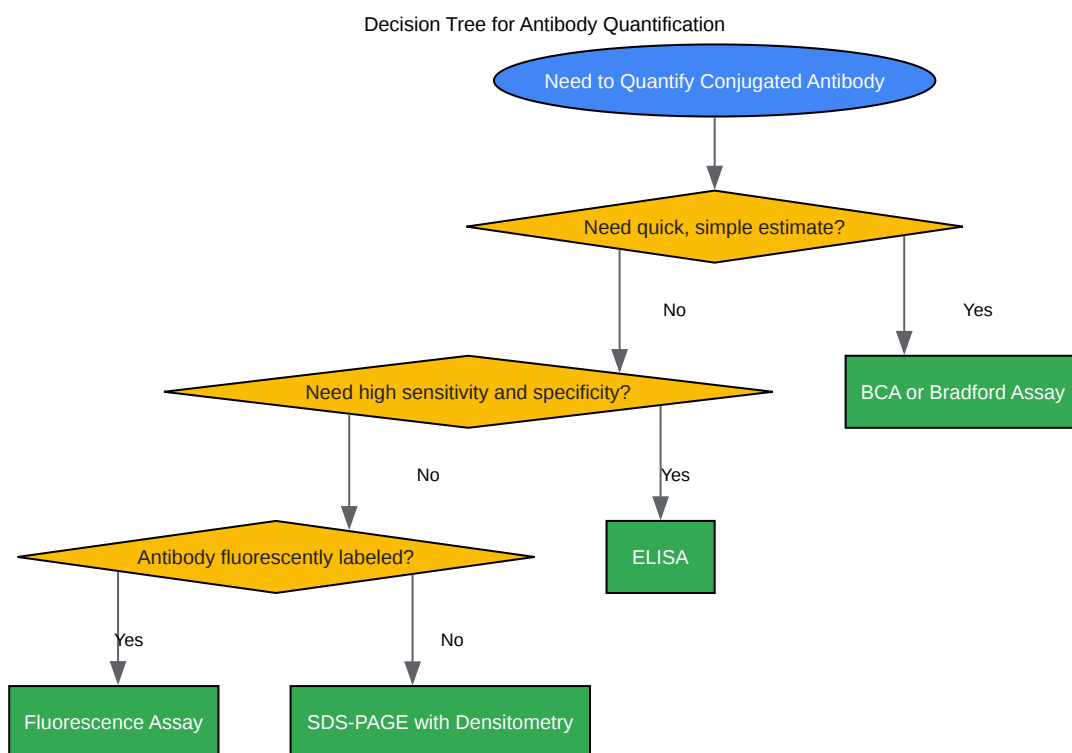 Decision Tree for Antibody Quantification
Need to Quantify Conjugated Antibody
Need quick, simple estimate?
No
Yes
Need high sensitivity and specificity?
BCA or Bradford Assay
No
Yes
Antibody fluorescently labeled?
ELISA
Yes
No
Fluorescence Assay
SDS-PAGE with Densitometry